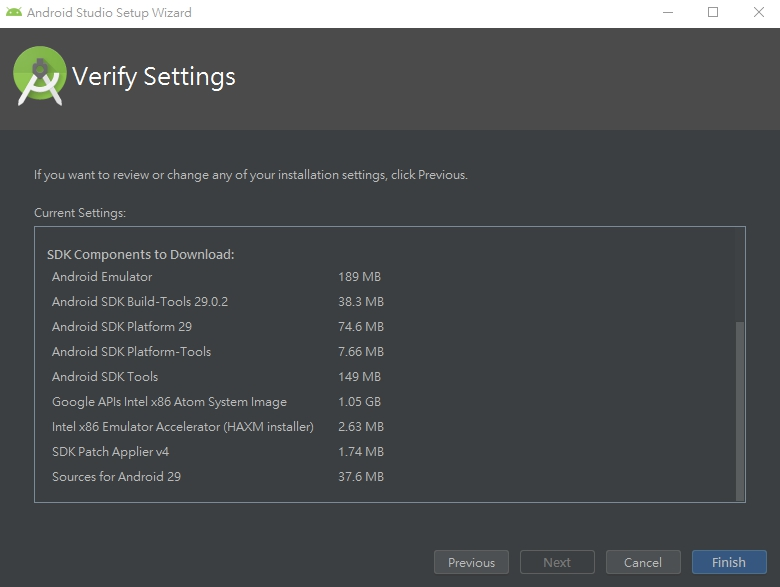 Android Studio Setup Wizard
Verify Settings
If you want to review or change any of your installation settings, click Previous.
Current Settings:
SDK Components to Download:
Android Emulator 189 MB
Android SDK Build-Tools 29.0.2 38.3 MB
Android SDK Platform 29 74.6 MB
Android SDK Platform-Tools 7.66 MB
Android SDK Tools 149 MB
Google APIs Intel x86 Atom System Image 1.05 GB
Intel x86 Emulator Accelerator (HAXM installer) 2.63 MB
SDK Patch Applier v4 1.74 MB
Sources for Android 29 37.6 MB
Previous Next Cancel Finish